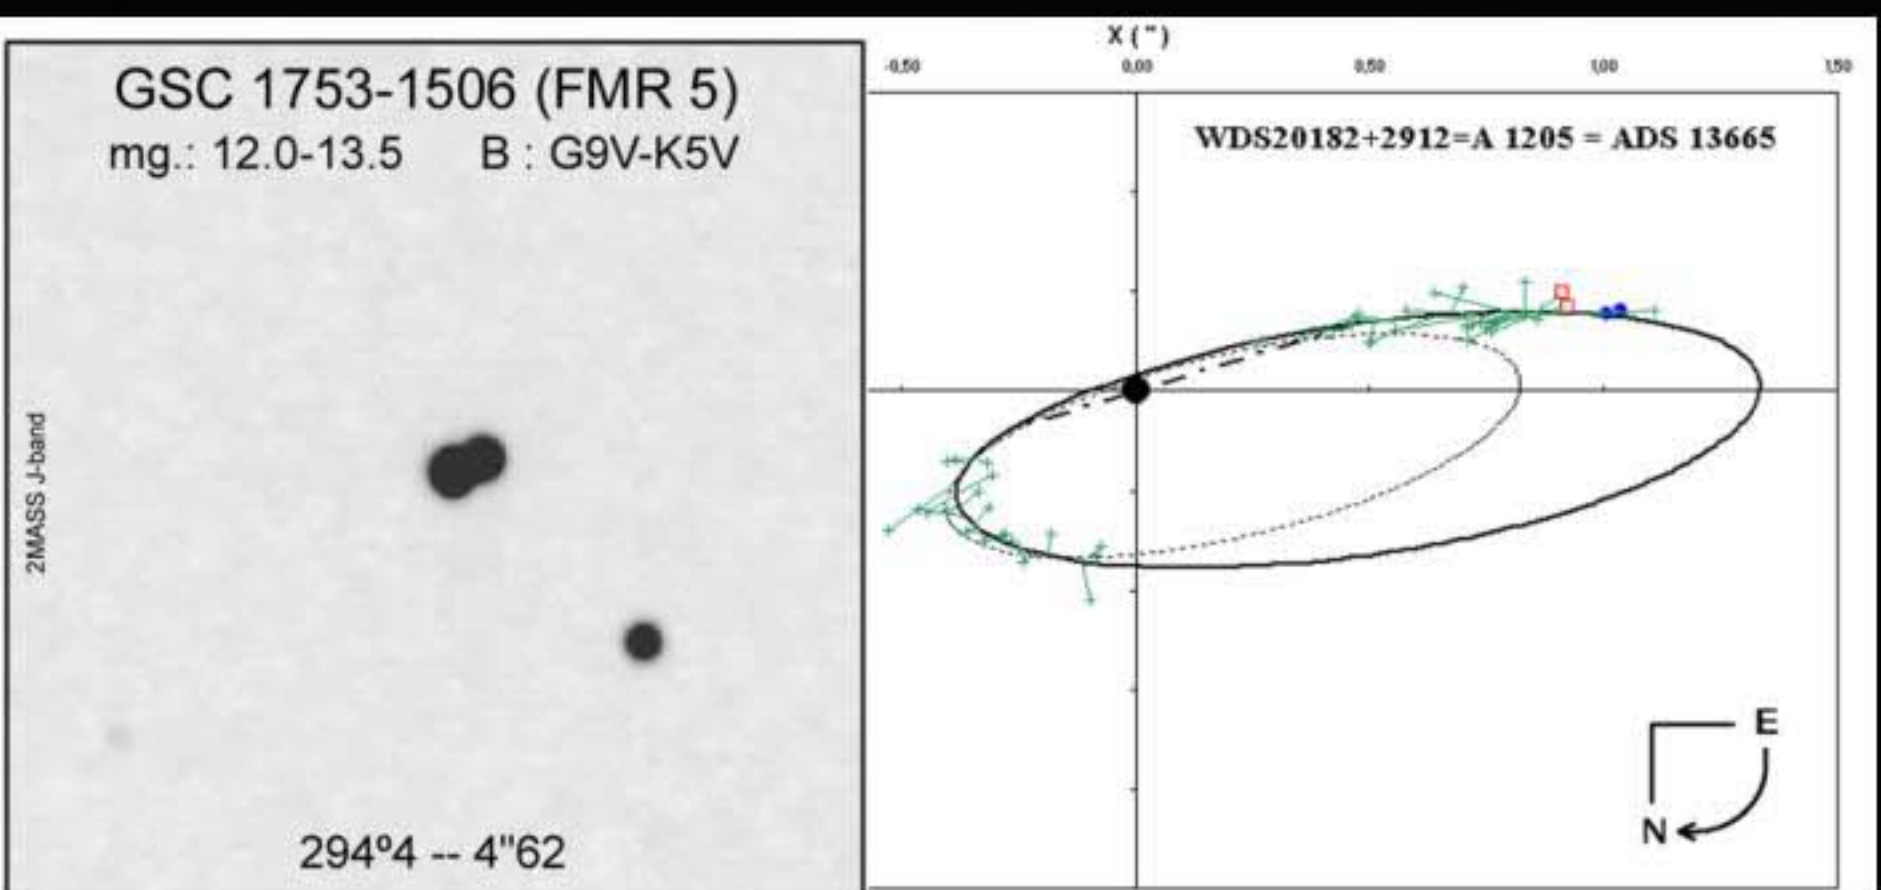 GSC 1753-1506 (FMR 5)
mg.: 12.0-13.5 B : G9V-K5V
2MASS J-band
294º4 -- 4"62
X (")
-0,50 0,00 0,50 1,00 1,50
WDS20182+2912=A 1205 = ADS 13665
E
N